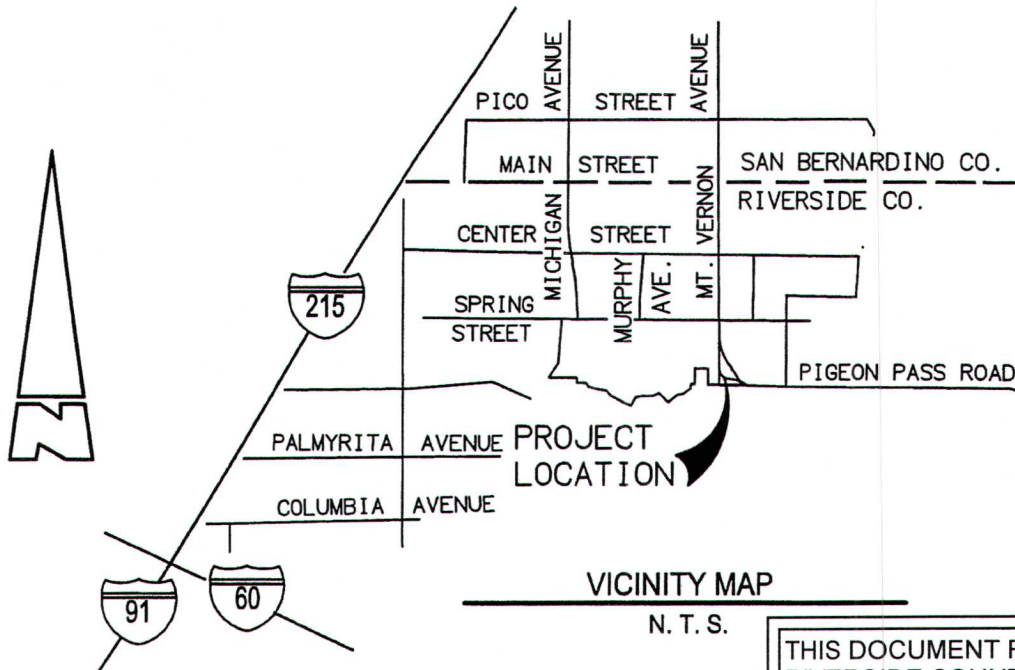 PICO AVENUE STREET AVENUE
MAIN STREET SAN BERNARDINO CO.
RIVERSIDE CO.
CENTER MICHIGAN STREET MT. VERNON
215
SPRING STREET
MURPHY AVE.
PIGEON PASS ROAD
PALMYRITA AVENUE
PROJECT LOCATION
COLUMBIA AVENUE
N
91
60
VICINITY MAP
N. T. S.
THIS DOCUMENT